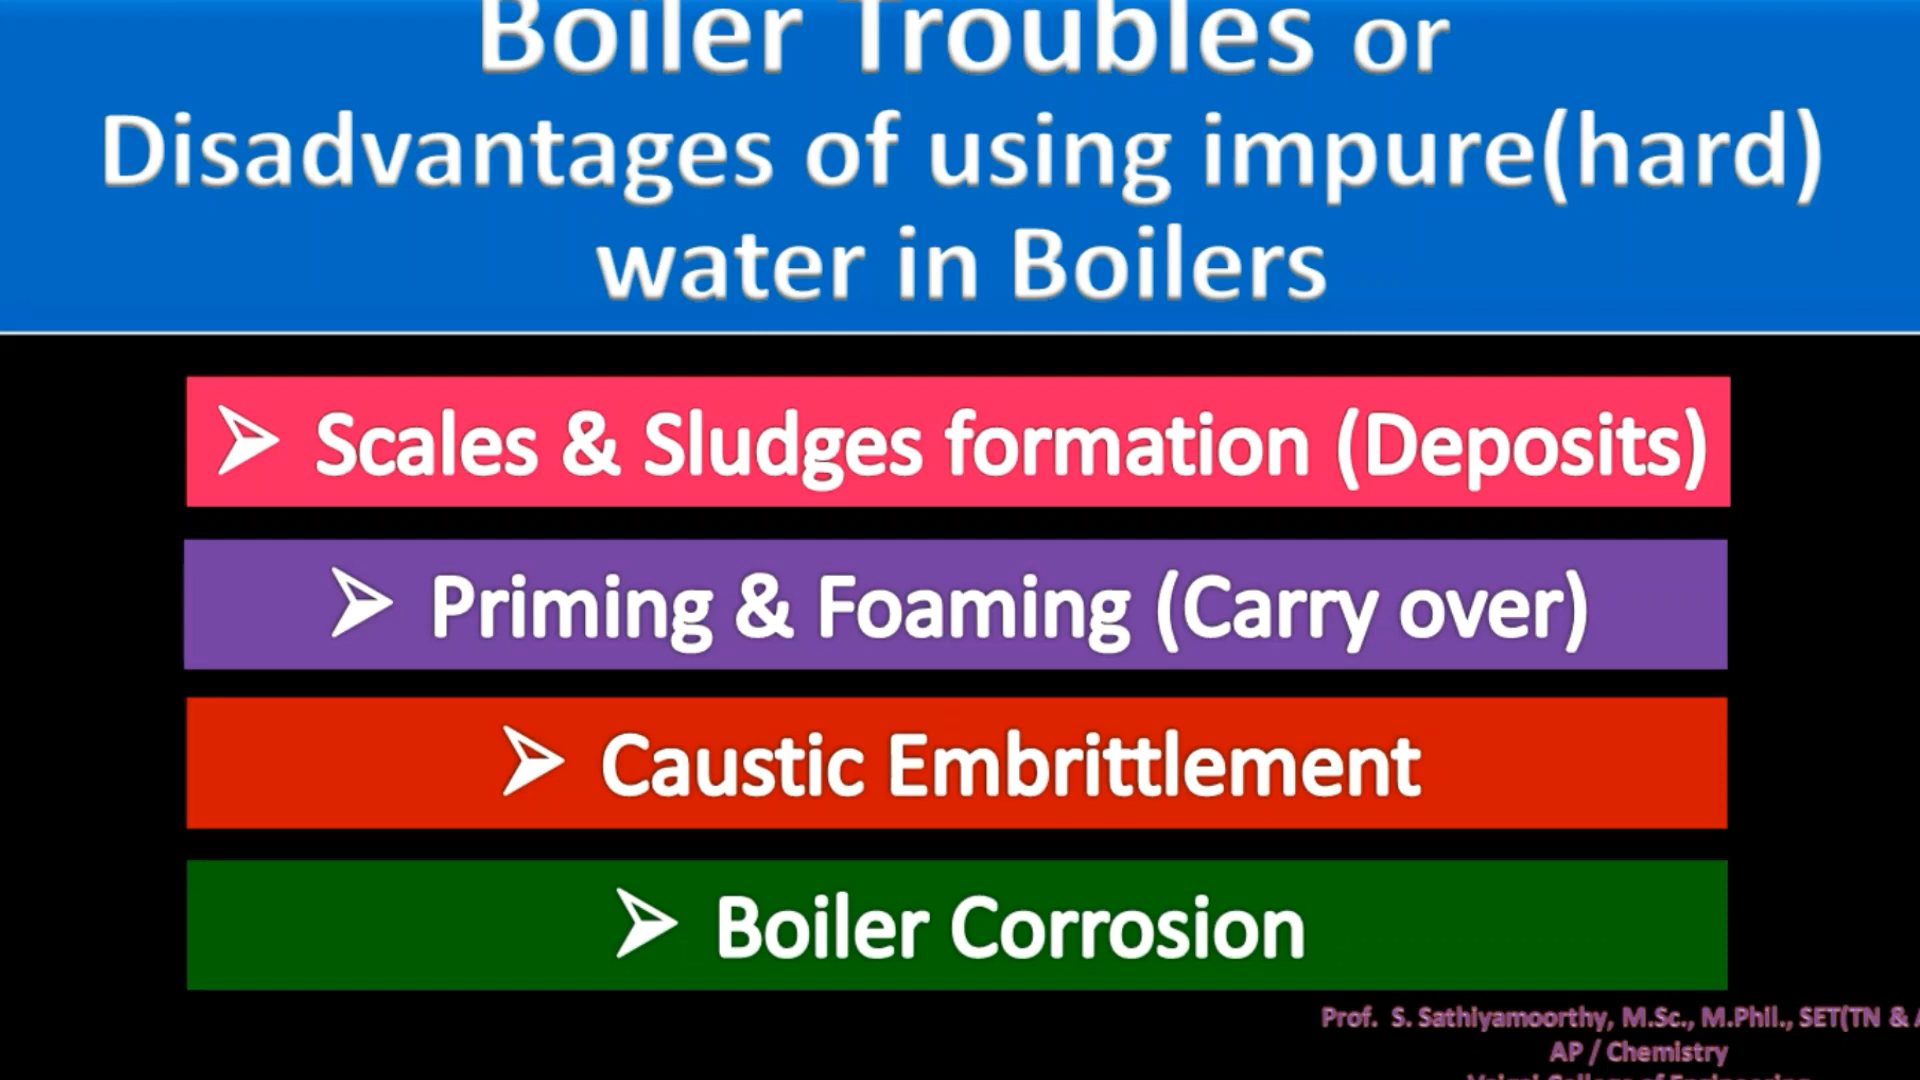 Boiler Troubles or
Disadvantages of using impure(hard)
water in Boilers
➢ Scales & Sludges formation (Deposits)
➢ Priming & Foaming (Carry over)
➢ Caustic Embrittlement
➢ Boiler Corrosion
Prof. S. Sathiyamoorthy, M.Sc., M.Phil., SET(TN &
AP / Chemistry